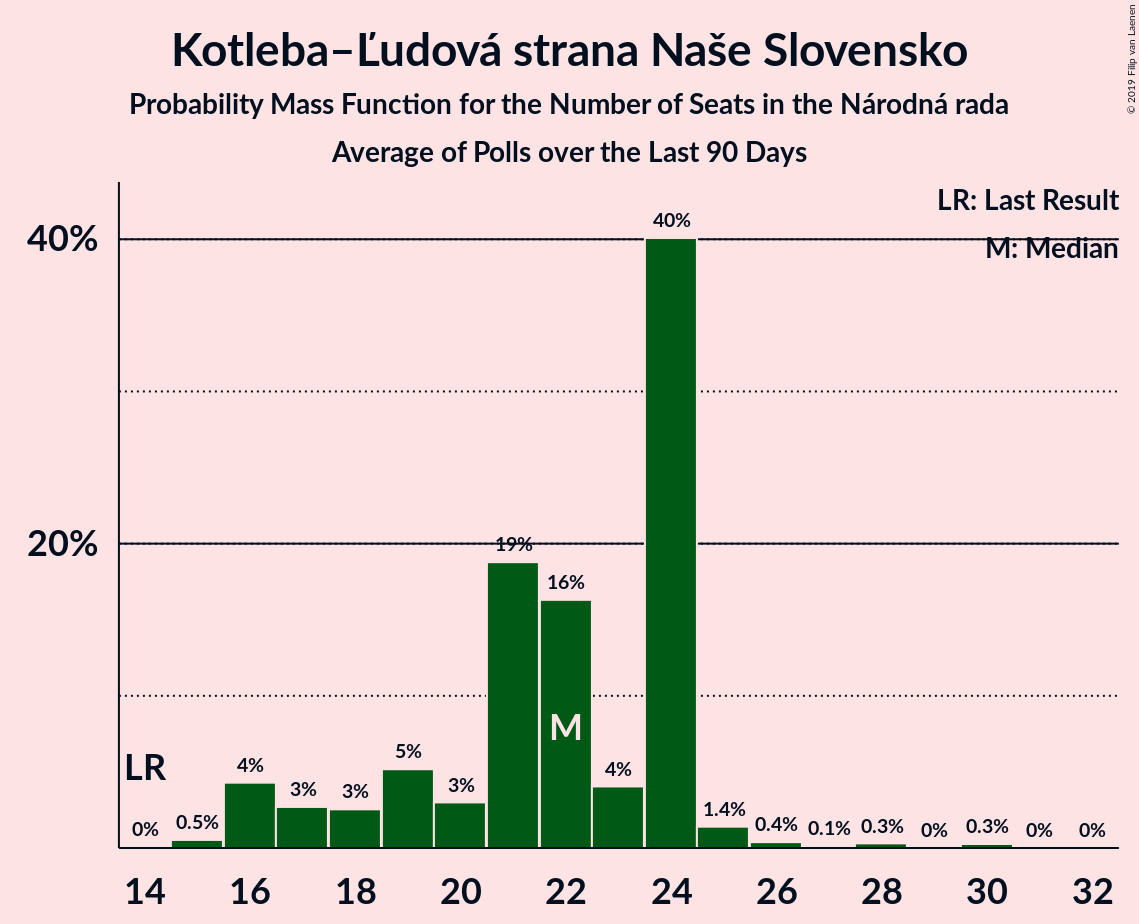 Kotleba–Ľudová strana Naše Slovensko
Probability Mass Function for the Number of Seats in the Národná rada
Average of Polls over the Last 90 Days
© 2019 Filip van Laenen
LR: Last Result
M: Median
40%
20%
LR
M
0%
0.5%
4%
3%
3%
5%
3%
19%
16%
4%
40%
1.4%
0.4%
0.1%
0.3%
0%
0.3%
0%
0%
14 16 18 20 22 24 26 28 30 32